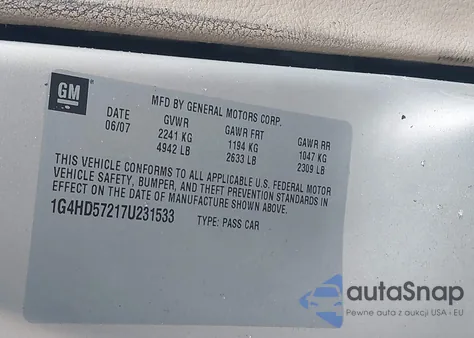 GM
MFD BY GENERAL MOTORS CORP.
DATE GVWR GAWR FRT GAWR RR
06/07 2241 KG 1194 KG 1047 KG
4942 LB 2633 LB 2309 LB
THIS VEHICLE CONFORMS TO ALL APPLICABLE U.S. FEDERAL MOTOR
VEHICLE SAFETY, BUMPER, AND THEFT PREVENTION STANDARDS IN
EFFECT ON THE DATE OF MANUFACTURE SHOWN ABOVE.
1G4HD57217U231533 TYPE: PASS CAR
autoSnap
Pewne auta z aukcji USA - EU